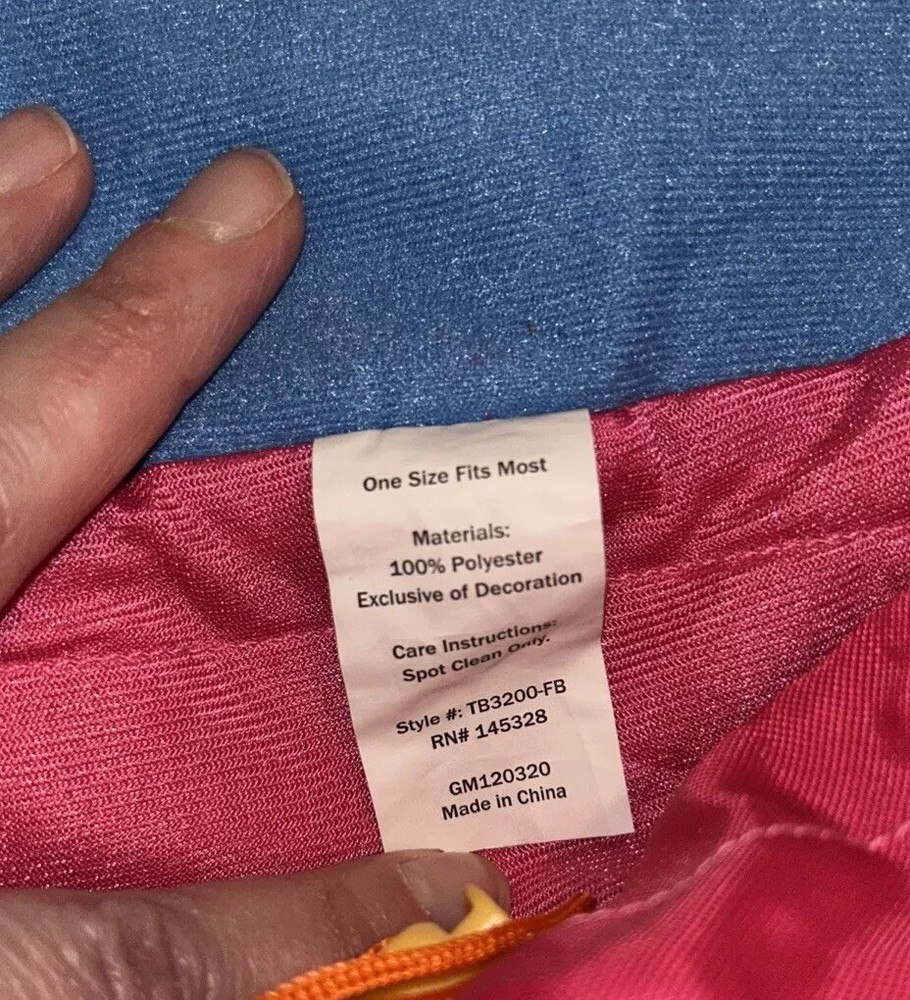 One Size Fits Most
Materials:
100% Polyester
Exclusive of Decoration
Care Instructions:
Spot Clean Only.
Style #: TB3200-FB
RN# 145328
GM120320
Made in China